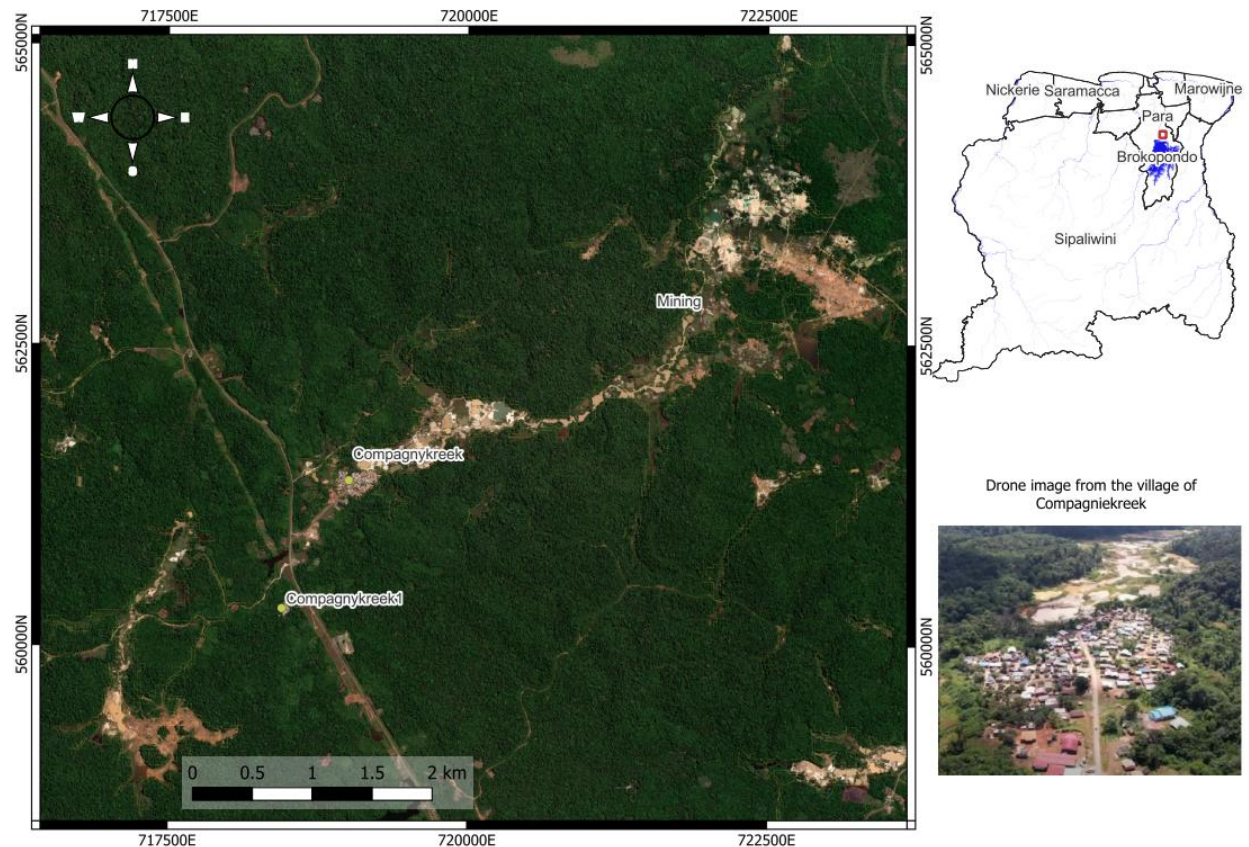 717500E
720000E
722500E
565000N
565000N
Nickerie
Saramacca
Marowijne
Para
Brokopondo
Sipaliwini
Mining
562500N
562500N
Compagnykreek
Drone image from the village of
Compagniekreek
Compagnykreek1
560000N
560000N
0 0.5 1 1.5 2 km
717500E
720000E
722500E